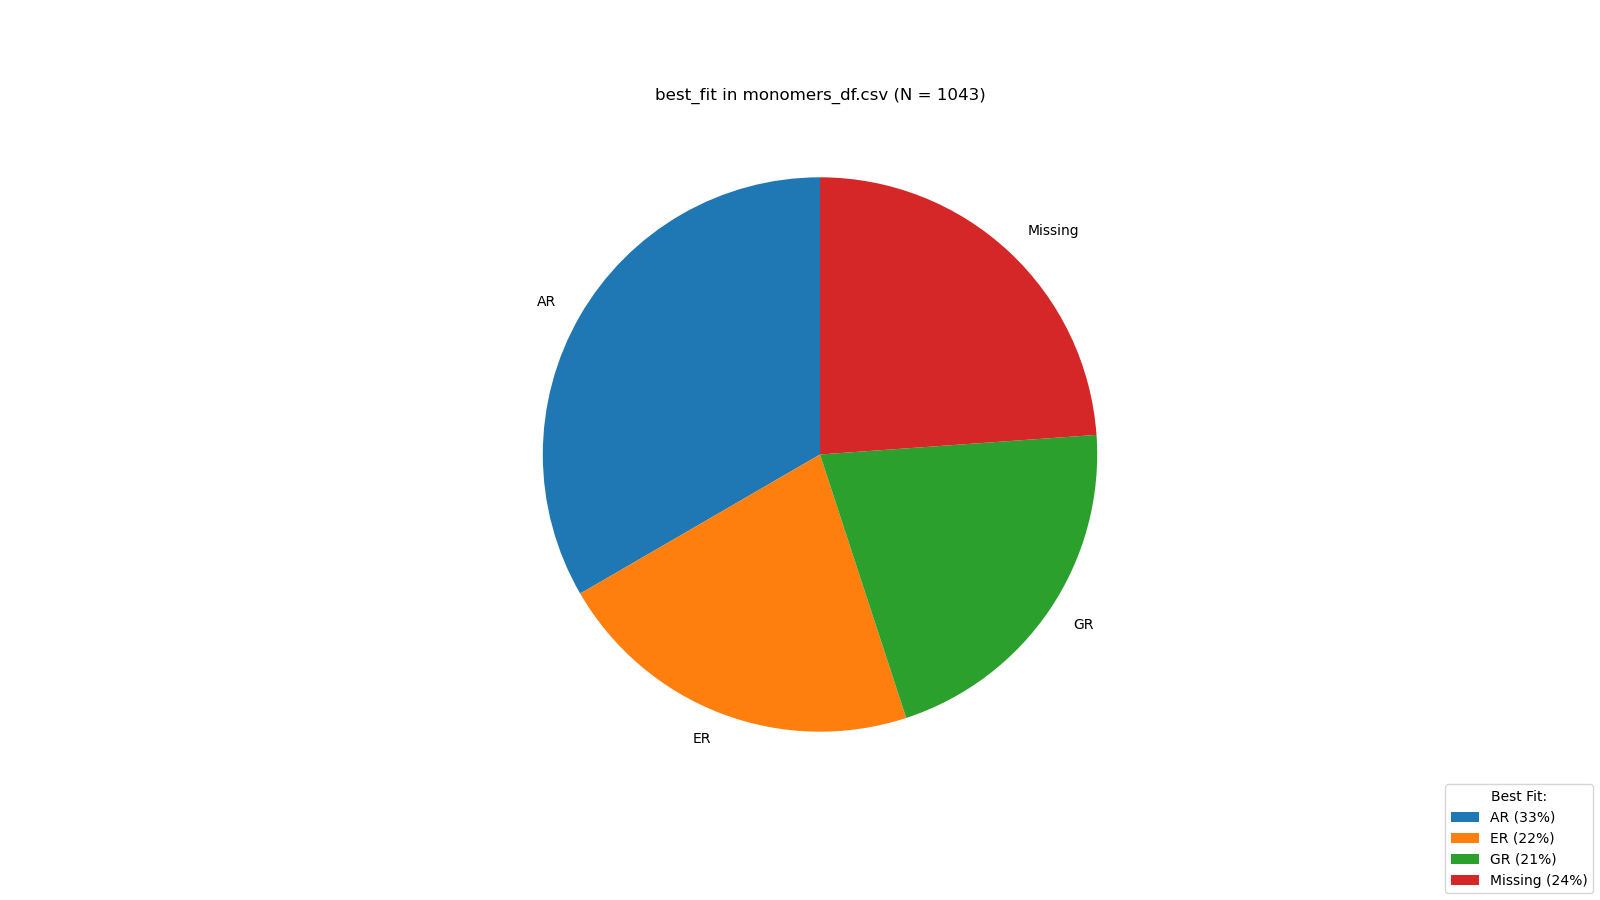 best_fit in monomers_df.csv (N = 1043)
Missing
AR
GR
ER
Best Fit:
AR (33%)
ER (22%)
GR (21%)
Missing (24%)